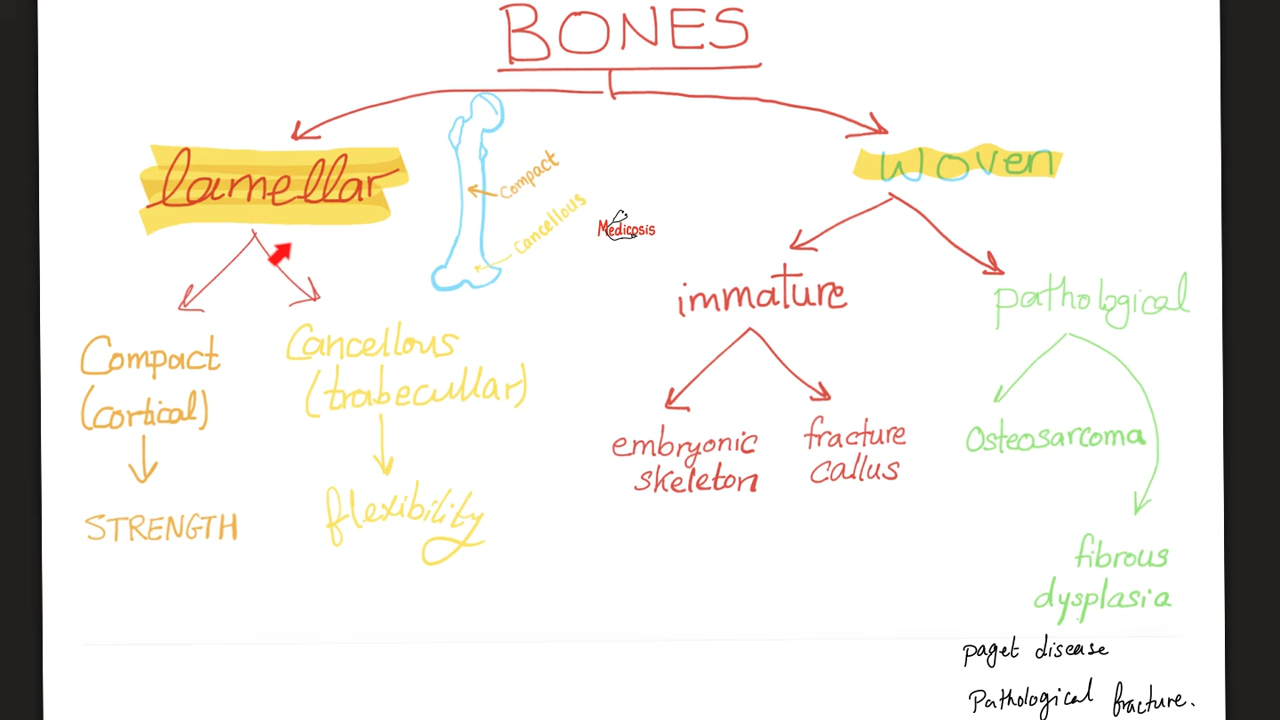 BONES
lamellar
woven
Compact
Cancellous
Medicosis
immature
pathological
Compact
(cortical)
Cancellous
(trabecullar)
embryonic
skeleton
fracture
callus
Osteosarcoma
STRENGTH
flexibility
fibrous
dysplasia
paget disease
Pathological fracture.